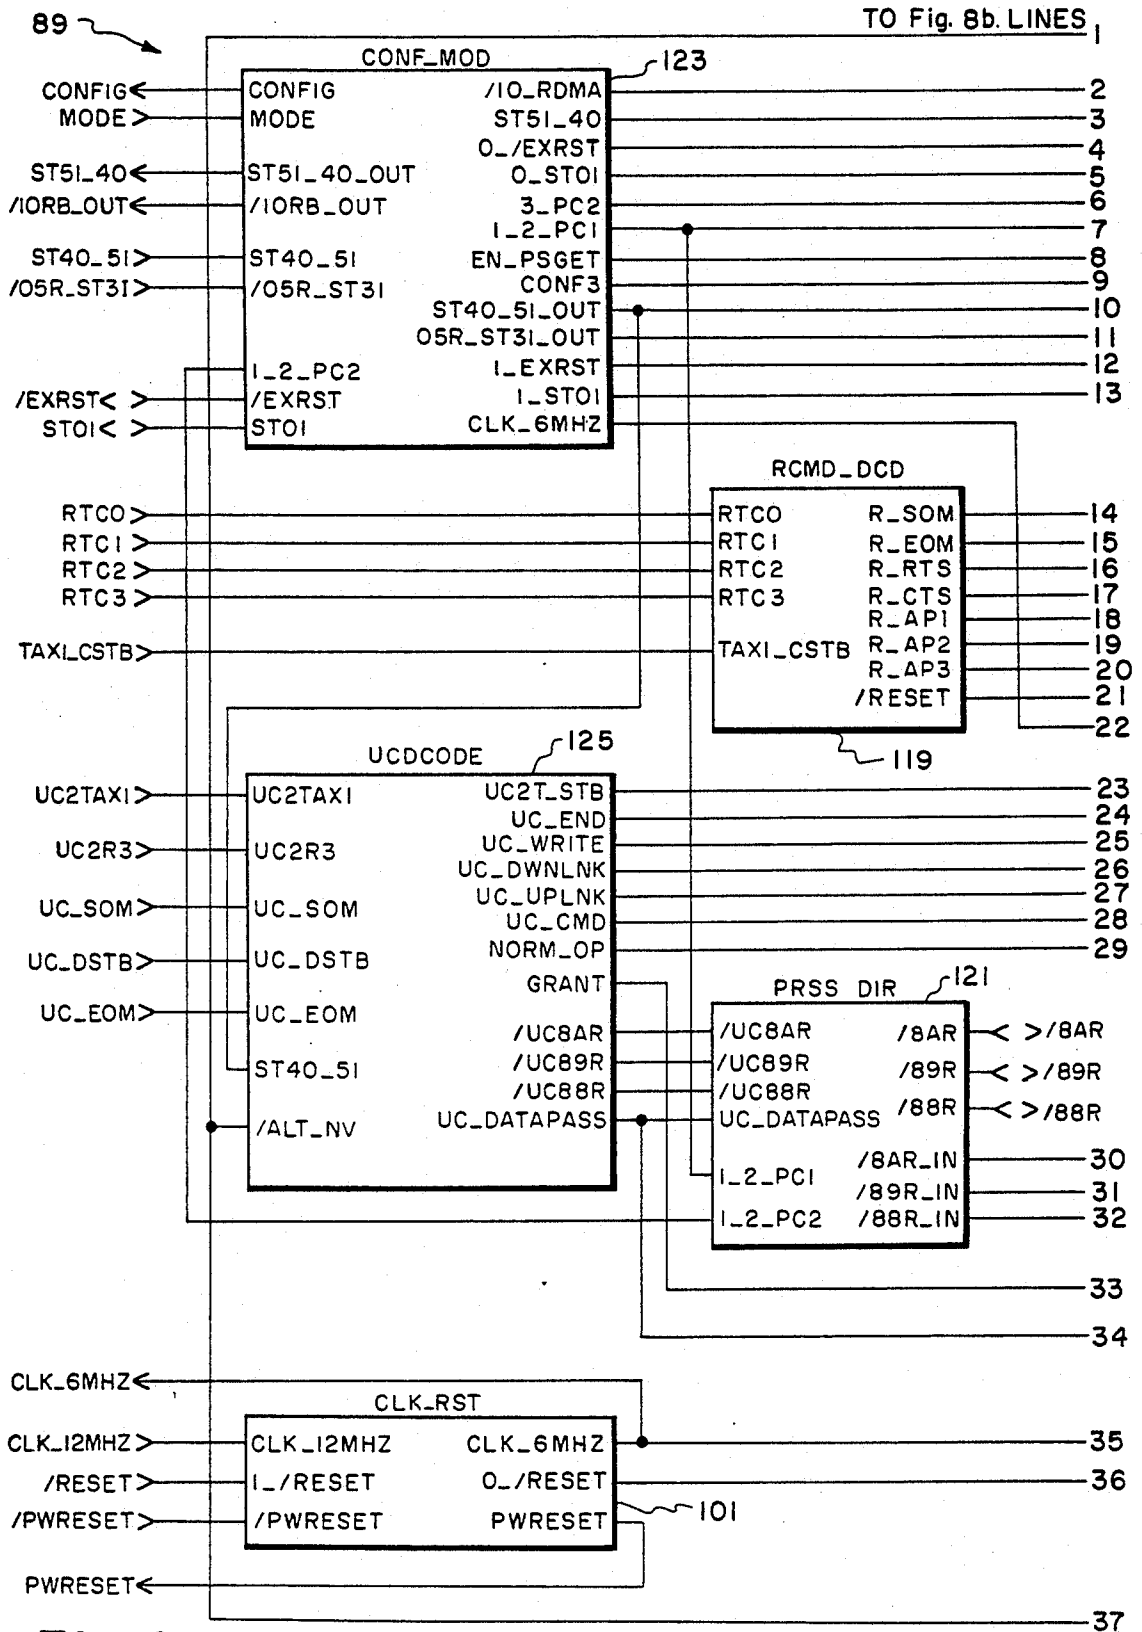 TO Fig. 8b. LINES 1
89
CONF_MOD
123
CONFIG CONFIG /IO_RDMA 2
MODE MODE ST51_40 3
O_/EXRST 4
ST51_40 ST51_40_OUT O_ST01 5
/IORB_OUT /IORB_OUT 3_PC2 6
1_2_PC1 7
ST40_51 ST40_51 EN_PSGET 8
/05R_ST31 /05R_ST31 CONF3 9
ST40_51_OUT 10
05R_ST31_OUT 11
1_2_PC2 I_EXRST 12
/EXRST /EXRST I_ST01 13
ST01 ST01 CLK_6MHZ
RCMD_DCD
RTC0 RTC0 R_SOM 14
RTC1 RTC1 R_EOM 15
RTC2 RTC2 R_RTS 16
RTC3 RTC3 R_CTS 17
R_AP1 18
TAXI_CSTB TAXI_CSTB R_AP2 19
R_AP3 20
/RESET 21
22
119
UCDCODE
125
UC2TAXI UC2TAXI UC2T_STB 23
UC_END 24
UC2R3 UC2R3 UC_WRITE 25
UC_DWNLNK 26
UC_UPLNK 27
UC_SOM UC_SOM UC_CMD 28
NORM_OP 29
UC_DSTB UC_DSTB GRANT
PRSS DIR 121
UC_EOM UC_EOM /UC8AR /UC8AR /8AR /8AR
ST40_51 /UC89R /UC89R /89R /89R
/UC88R /UC88R /88R /88R
/ALT_NV UC_DATAPASS UC_DATAPASS
/8AR_IN 30
1_2_PC1 /89R_IN 31
1_2_PC2 /88R_IN 32
33
34
CLK_6MHZ
CLK_RST
CLK_12MHZ CLK_12MHZ CLK_6MHZ 35
/RESET I_/RESET O_/RESET 36
/PWRESET /PWRESET PWRESET 101
PWRESET
37